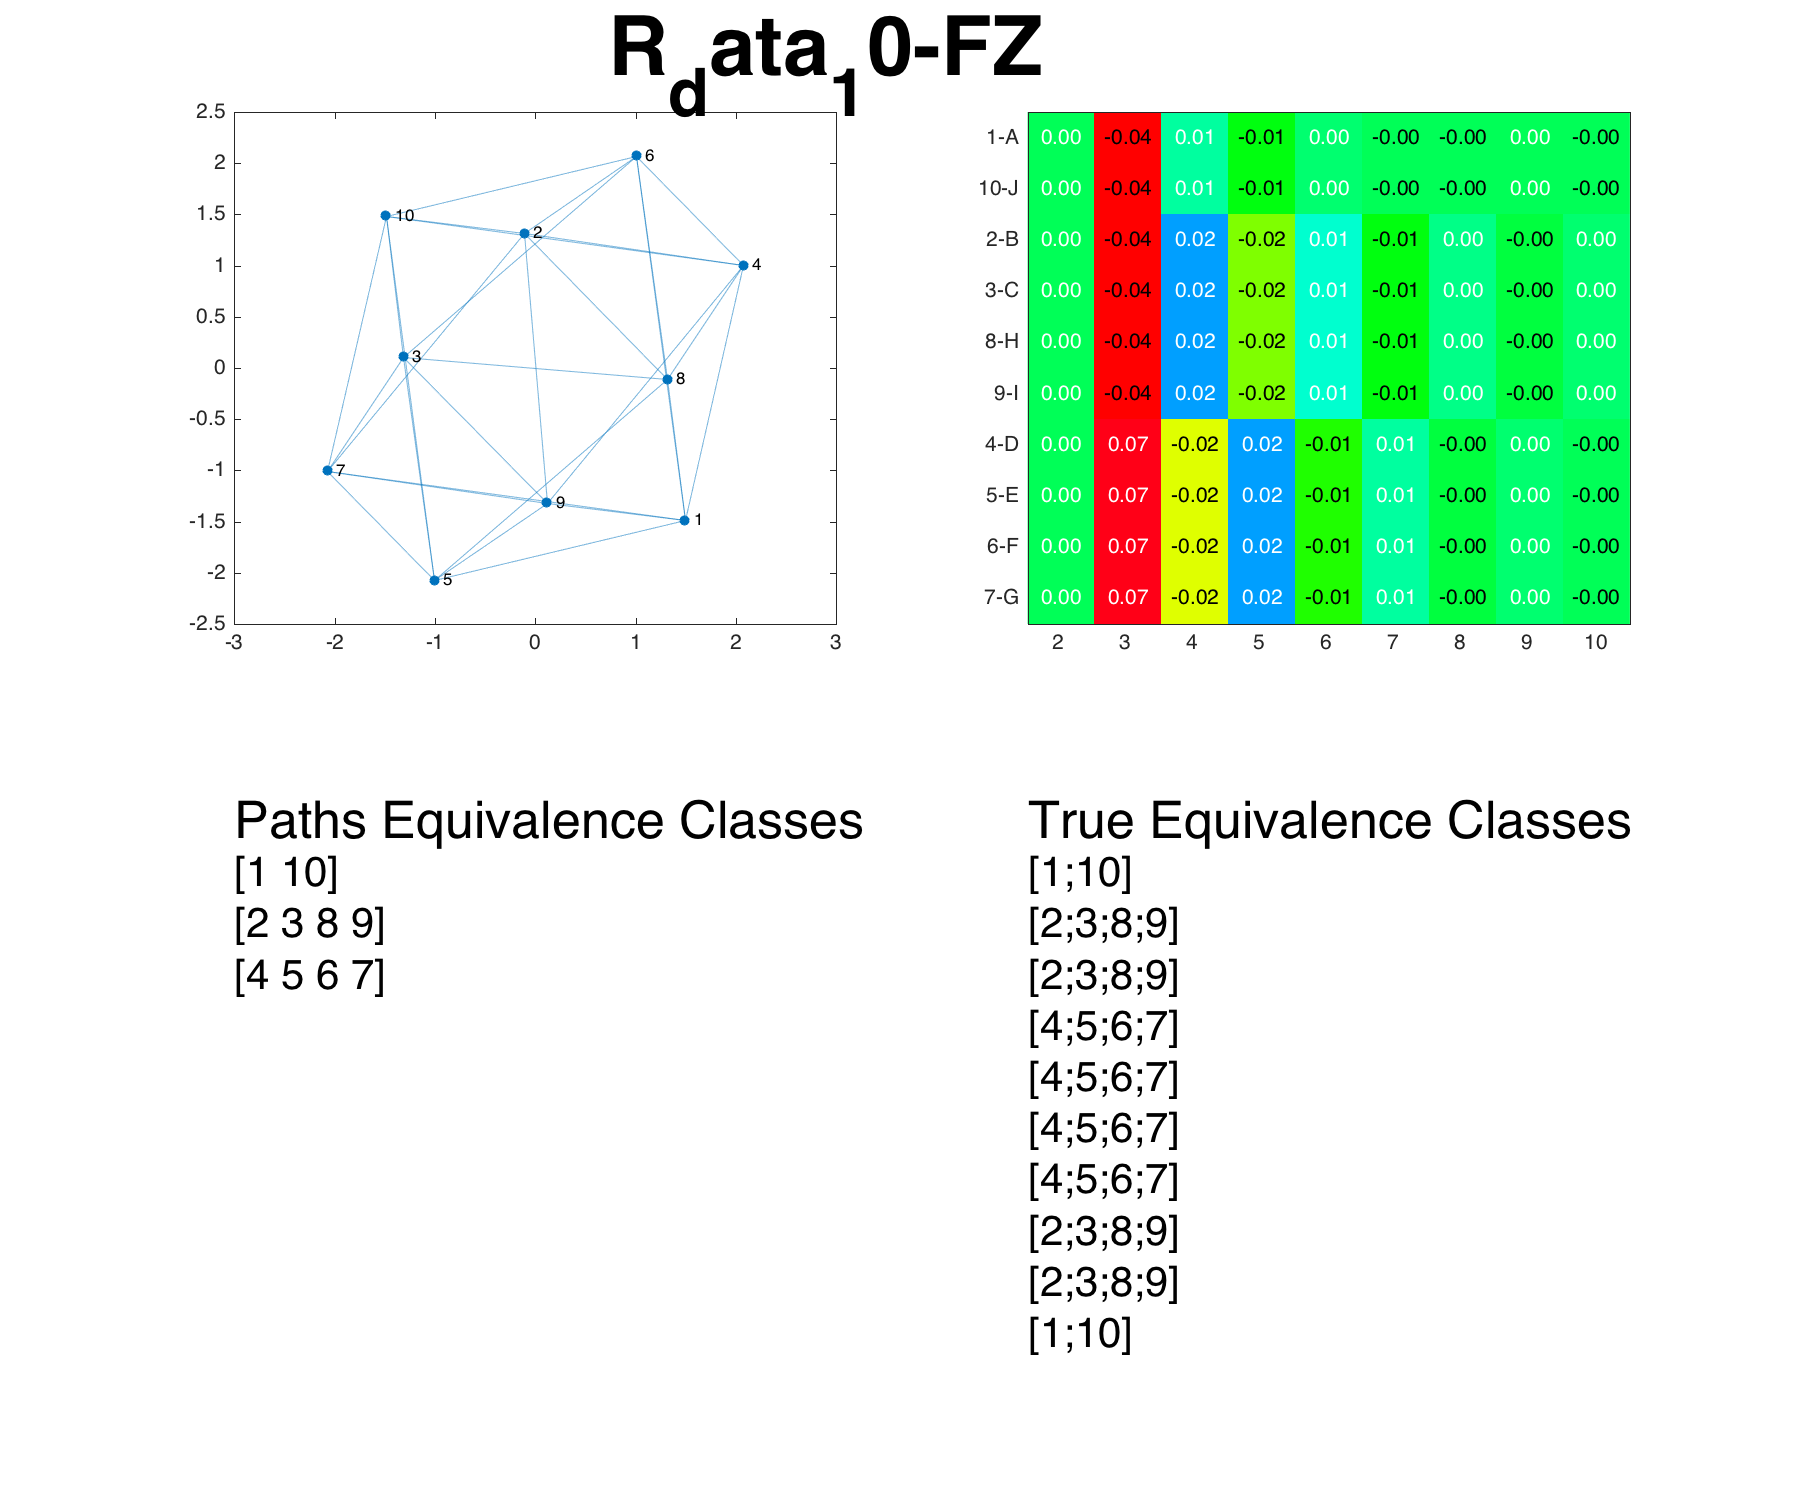 Rdata10-FZ
2.5
2
1.5
1
0.5
0
-0.5
-1
-1.5
-2
-2.5
-3 -2 -1 0 1 2 3
6
10
2
4
3
8
7
9
1
5
1-A 0.00 -0.04 0.01 -0.01 0.00 -0.00 -0.00 0.00 -0.00
10-J 0.00 -0.04 0.01 -0.01 0.00 -0.00 -0.00 0.00 -0.00
2-B 0.00 -0.04 0.02 -0.02 0.01 -0.01 0.00 -0.00 0.00
3-C 0.00 -0.04 0.02 -0.02 0.01 -0.01 0.00 -0.00 0.00
8-H 0.00 -0.04 0.02 -0.02 0.01 -0.01 0.00 -0.00 0.00
9-I 0.00 -0.04 0.02 -0.02 0.01 -0.01 0.00 -0.00 0.00
4-D 0.00 0.07 -0.02 0.02 -0.01 0.01 -0.00 0.00 -0.00
5-E 0.00 0.07 -0.02 0.02 -0.01 0.01 -0.00 0.00 -0.00
6-F 0.00 0.07 -0.02 0.02 -0.01 0.01 -0.00 0.00 -0.00
7-G 0.00 0.07 -0.02 0.02 -0.01 0.01 -0.00 0.00 -0.00
2 3 4 5 6 7 8 9 10
Paths Equivalence Classes
[1 10]
[2 3 8 9]
[4 5 6 7]
True Equivalence Classes
[1;10]
[2;3;8;9]
[2;3;8;9]
[4;5;6;7]
[4;5;6;7]
[4;5;6;7]
[4;5;6;7]
[2;3;8;9]
[2;3;8;9]
[1;10]